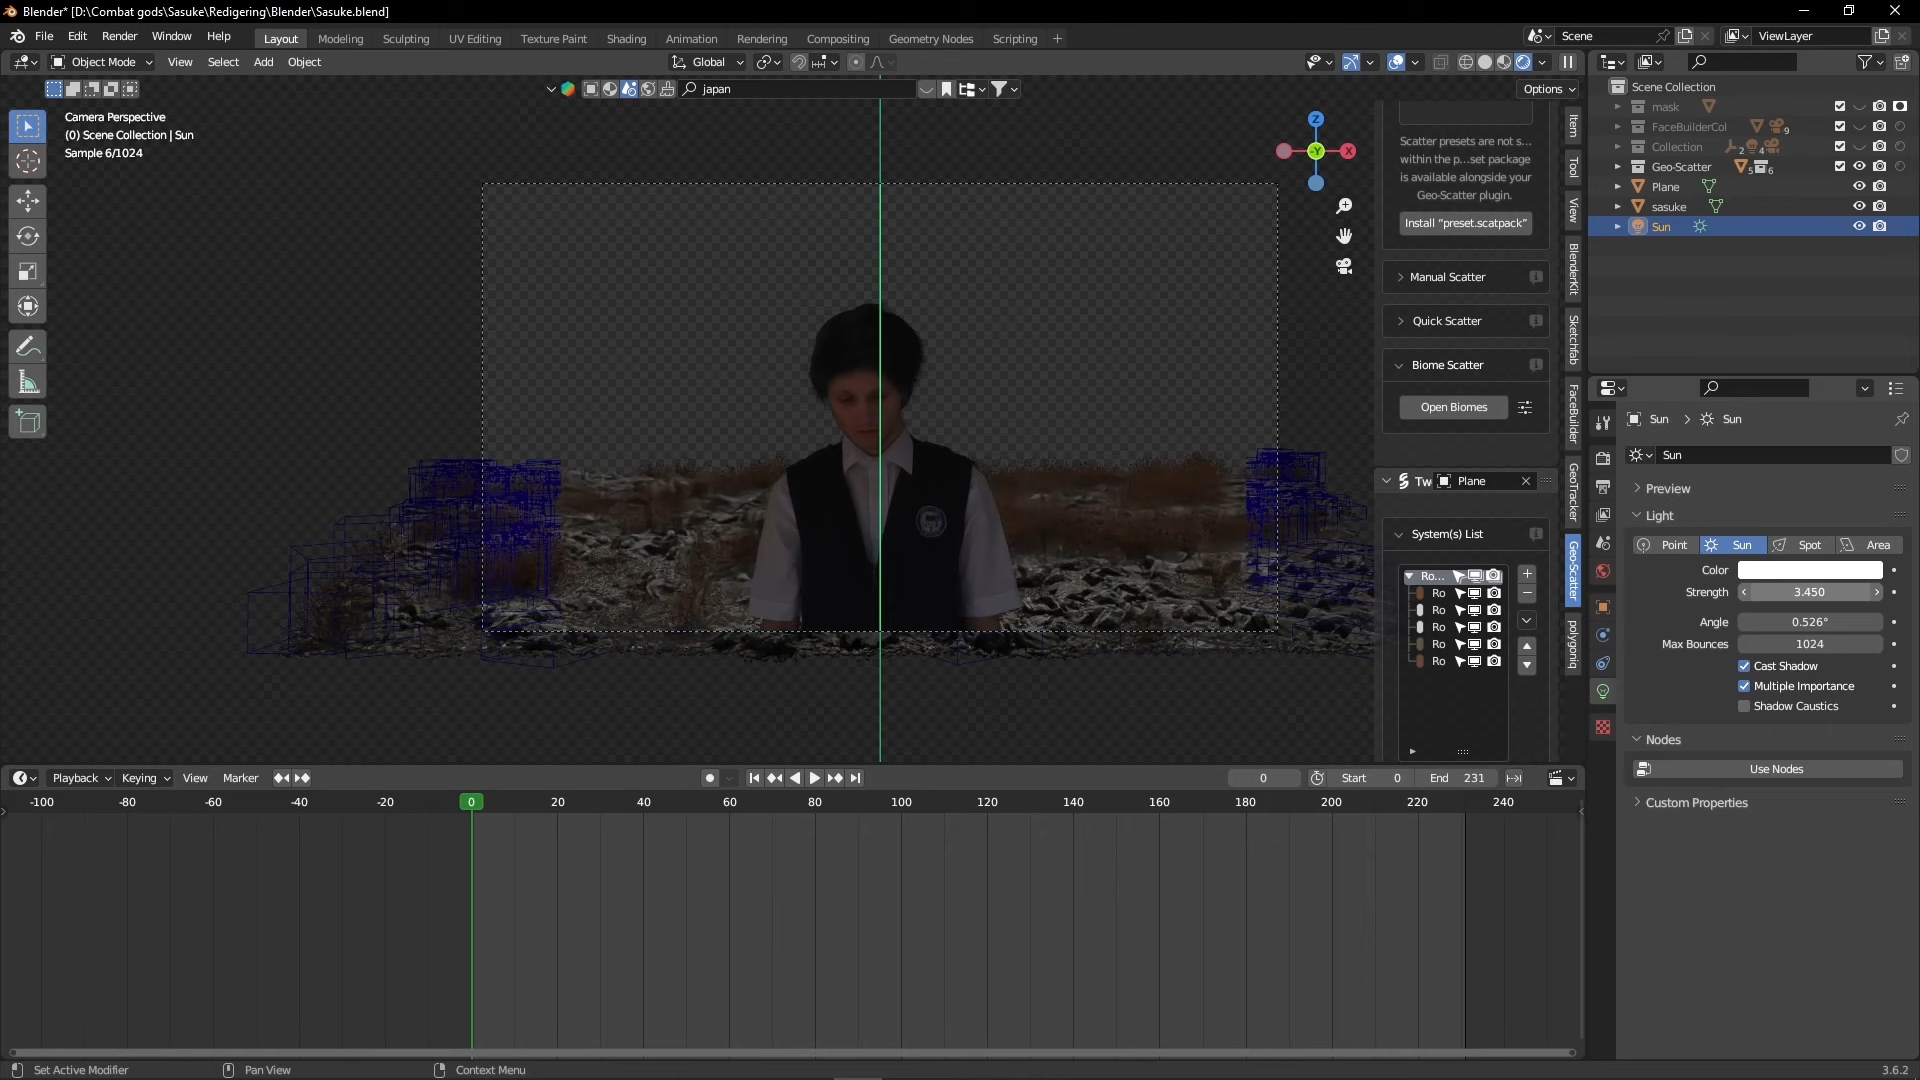 Blender* [D:\Combat gods\Sasuke\Redigering\Blender\Sasuke.blend]
File Edit Render Window Help Layout Modeling Sculpting UV Editing Texture Paint Shading Animation Rendering Compositing Geometry Nodes Scripting + Scene ViewLayer
Object Mode View Select Add Object Global
japan Options
Camera Perspective
(0) Scene Collection | Sun
Sample 6/1024
Z
-Y X
Scatter presets are not s...
within the p...set package
is available alongside your
Geo-Scatter plugin.
Install “preset.scatpack”
Manual Scatter
Quick Scatter
Biome Scatter
Open Biomes
Tw Plane
System(s) List
Ro...
Ro
Ro
Ro
Ro
Ro
Item
Tool
View
BlenderKit
Sketchfab
FaceBuilder
GeoTracker
Geo-Scatter
polygoniq
Scene Collection
mask
FaceBuilderCol 9
Collection 2 4
Geo-Scatter 5 6
Plane
sasuke
Sun
Sun > Sun
Sun
Preview
Light
Point Sun Spot Area
Color
Strength 3.450
Angle 0.526°
Max Bounces 1024
Cast Shadow
Multiple Importance
Shadow Caustics
Nodes
Use Nodes
Custom Properties
Playback Keying View Marker 0 Start 0 End 231
-100 -80 -60 -40 -20 0 20 40 60 80 100 120 140 160 180 200 220 240
Set Active Modifier Pan View Context Menu 3.6.2